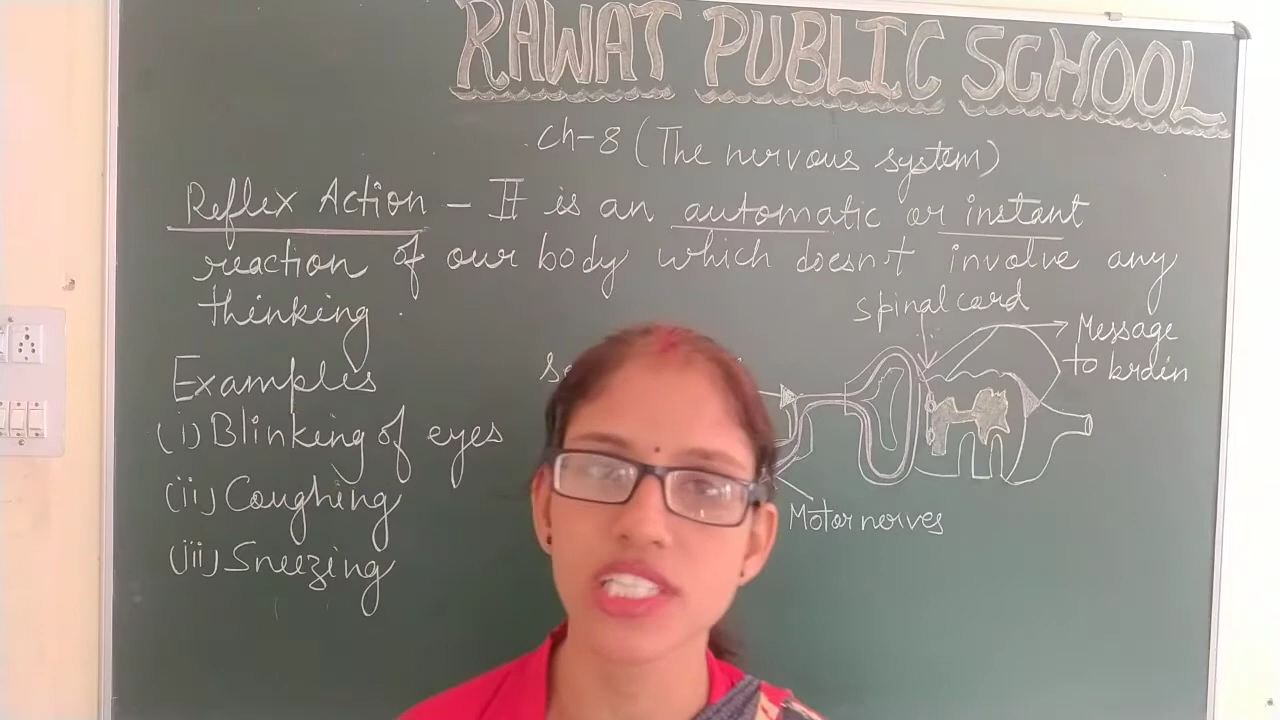 RAWAT PUBLIC SCHOOL
Ch-8 (The nervous system)
Reflex Action - It is an automatic or instant
reaction of our body which doesn't involve any
thinking.
spinal cord
Message
to brain
Examples
(i) Blinking of eyes
(ii) Coughing
Motor nerves
(iii) Sneezing